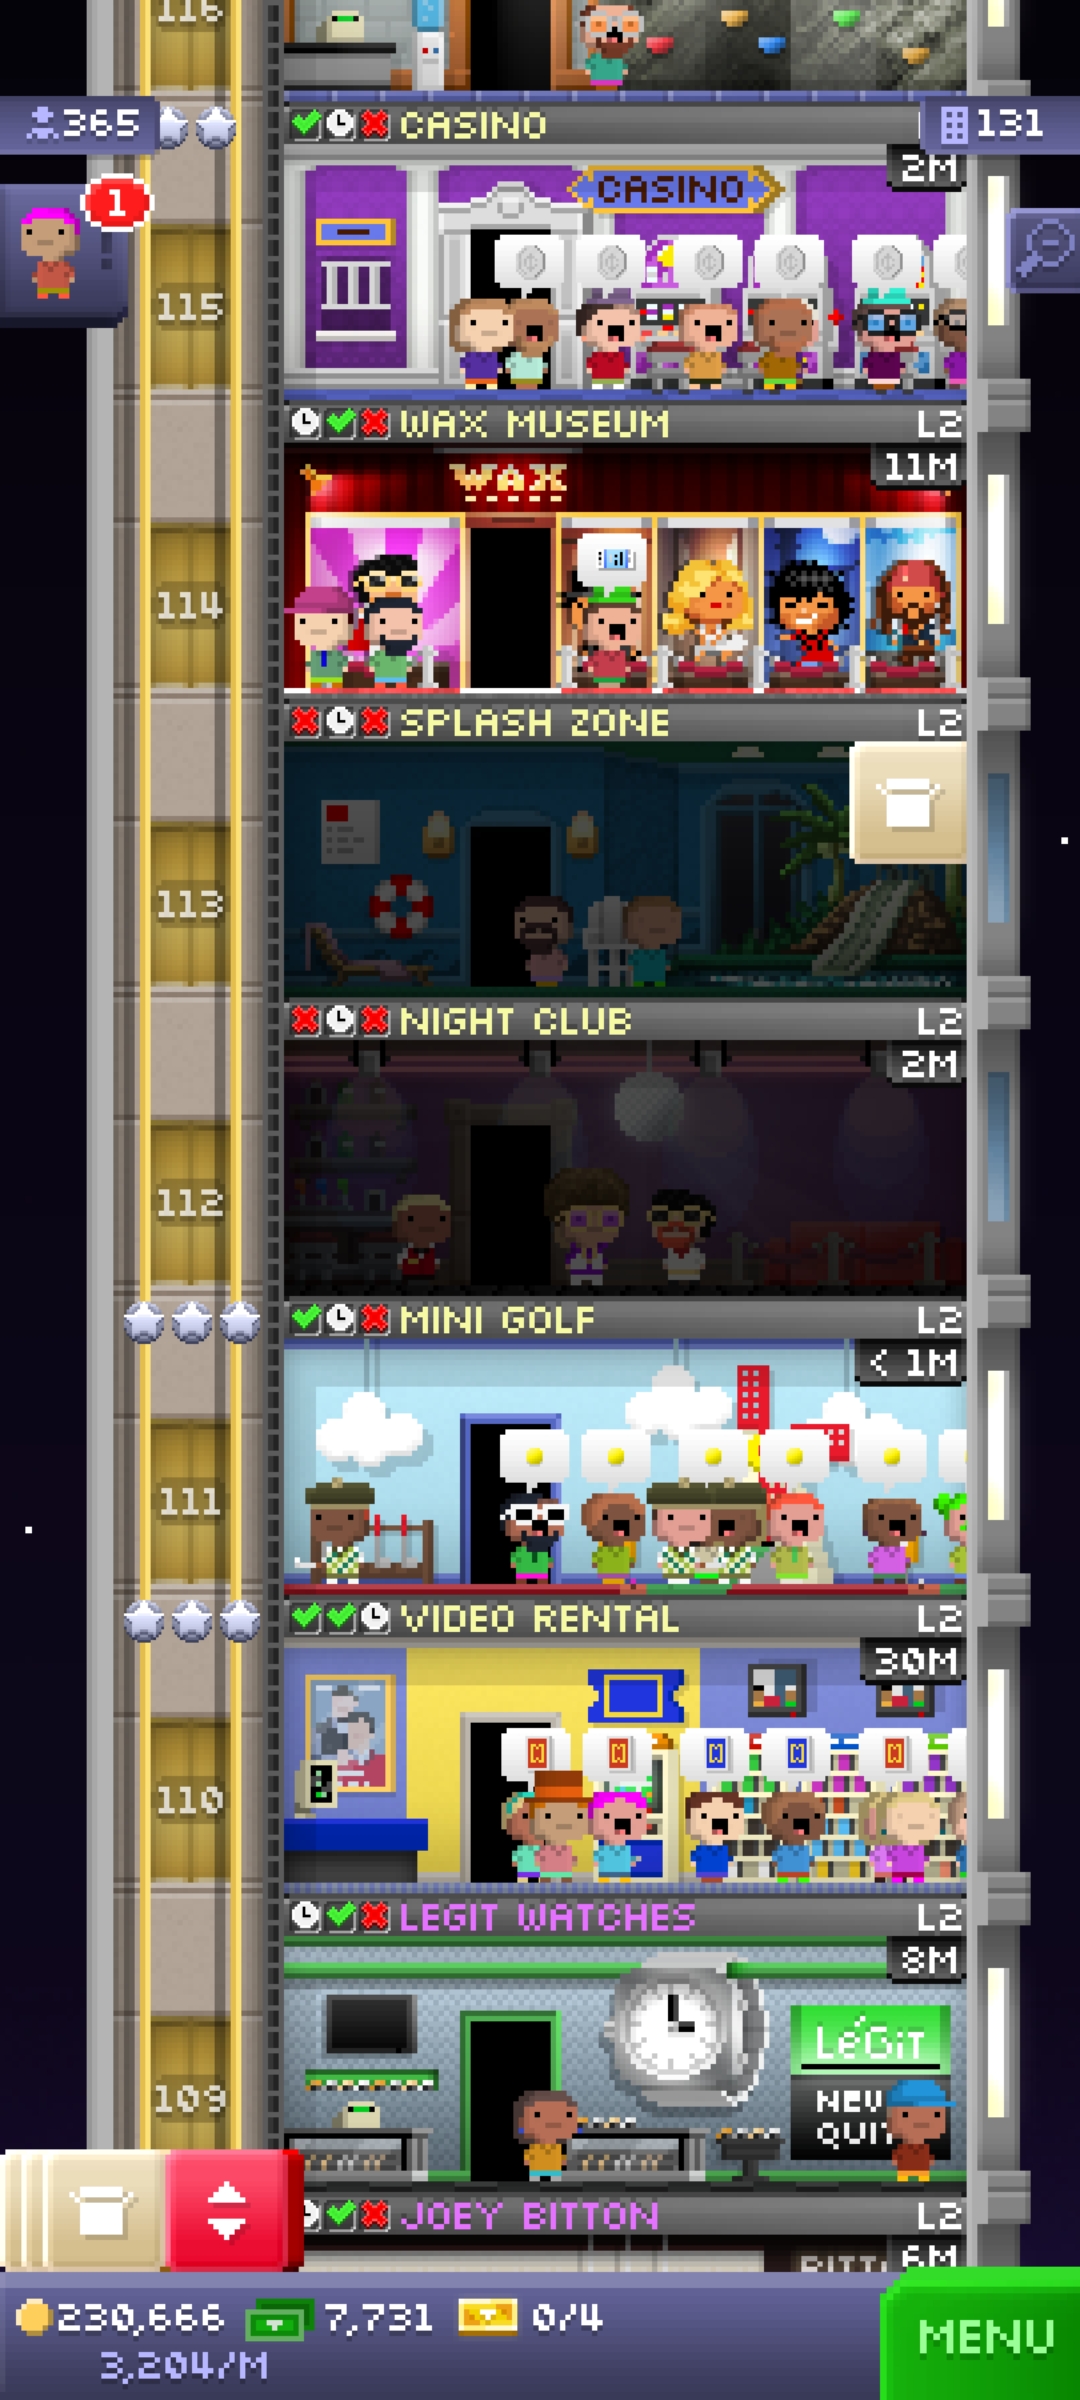 116
365
131
CASINO
2M
CASINO
1
115
WAX MUSEUM L2
11M
WAX
114
SPLASH ZONE L2
113
NIGHT CLUB L2
2M
112
MINI GOLF L2
< 1M
111
VIDEO RENTAL L2
30M
110
LEGIT WATCHES L2
8M
LéGiT
109
JOEY BITTON L2
6M
230,666 7,731 0/4
3,204/M
MENU